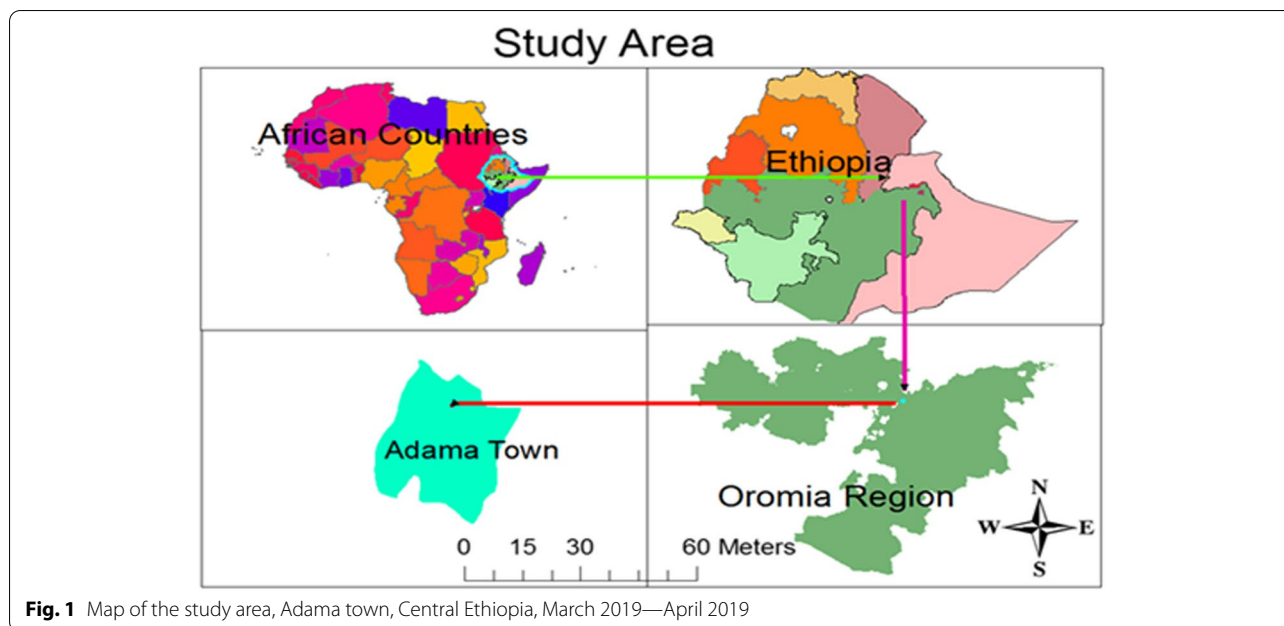 Study Area
African Countries
Ethiopia
Adama Town
Oromia Region
N
W E
S
0 15 30 60 Meters
Fig. 1 Map of the study area, Adama town, Central Ethiopia, March 2019—April 2019